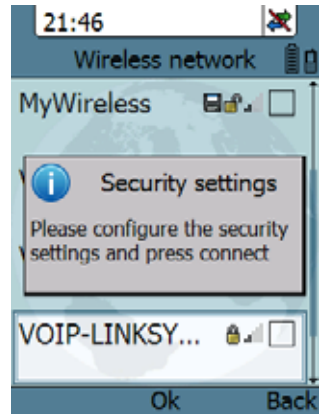 21:46
Wireless network
MyWireless
Security settings
Please configure the security
settings and press connect
VOIP-LINKSY...
Ok Back